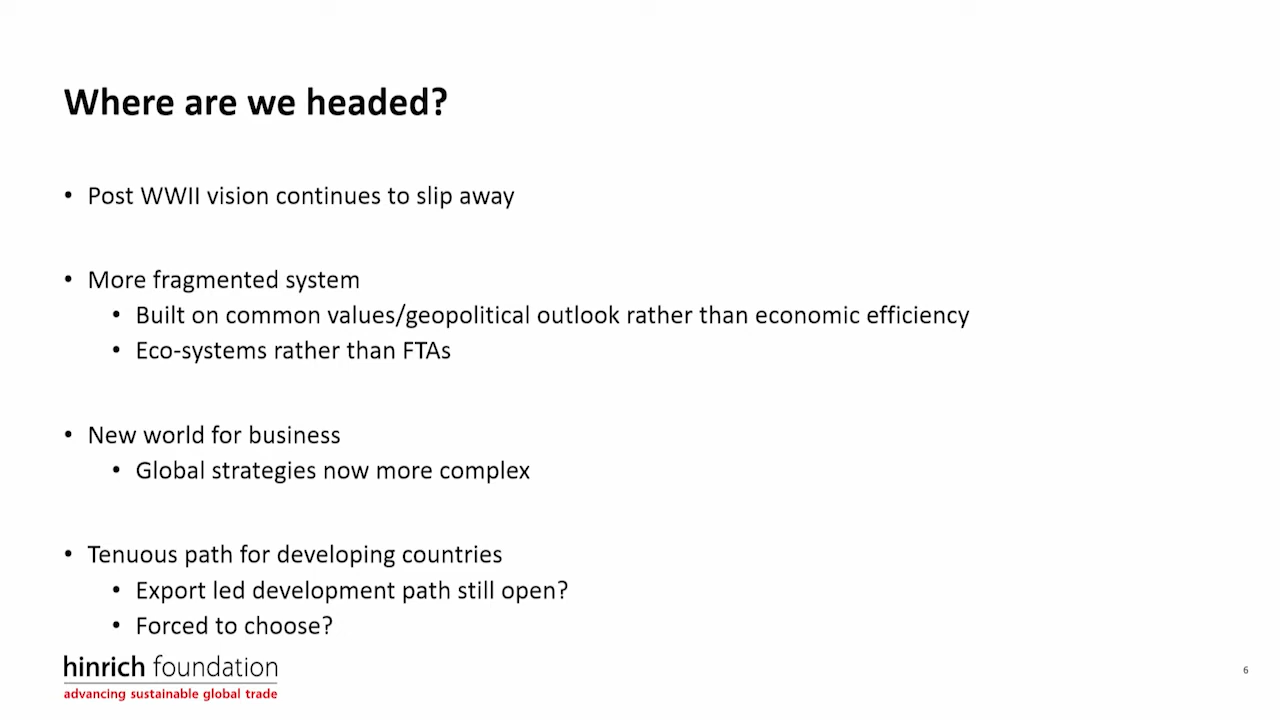 Where are we headed?
• Post WWII vision continues to slip away
• More fragmented system
• Built on common values/geopolitical outlook rather than economic efficiency
• Eco-systems rather than FTAs
• New world for business
• Global strategies now more complex
• Tenuous path for developing countries
• Export led development path still open?
• Forced to choose?
hinrich foundation
advancing sustainable global trade
6